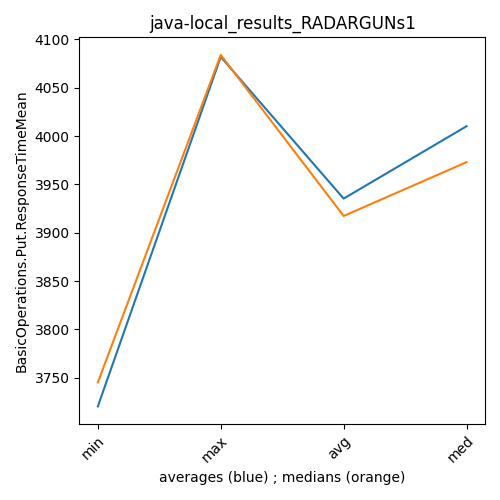 java-local_results_RADARGUNs1
BasicOperations.Put.ResponseTimeMean
4100
4050
4000
3950
3900
3850
3800
3750
min
max
avg
med
averages (blue) ; medians (orange)